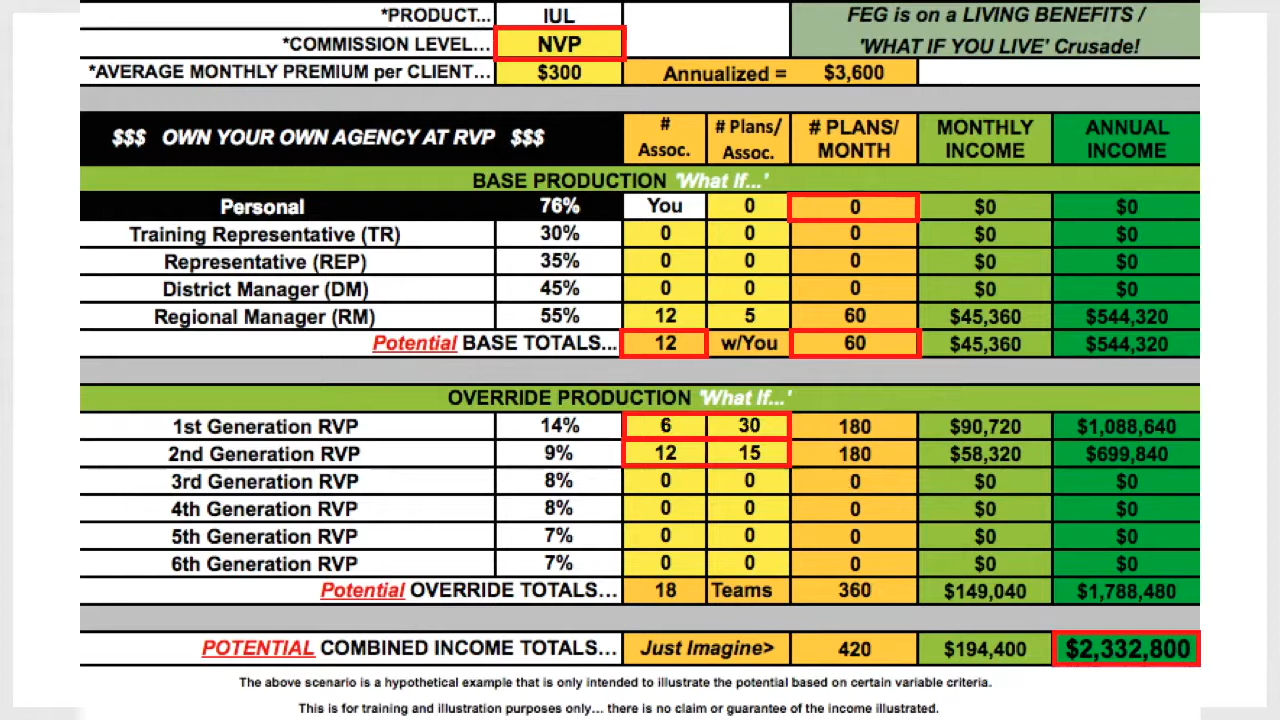 *PRODUCT... IUL FEG is on a LIVING BENEFITS /
*COMMISSION LEVEL... NVP 'WHAT IF YOU LIVE' Crusade!
*AVERAGE MONTHLY PREMIUM per CLIENT... $300 Annualized = $3,600
$$$ OWN YOUR OWN AGENCY AT RVP $$$ # Assoc. # Plans/ Assoc. # PLANS/ MONTH MONTHLY INCOME ANNUAL INCOME
BASE PRODUCTION 'What If...'
Personal 76% You 0 0 $0 $0
Training Representative (TR) 30% 0 0 0 $0 $0
Representative (REP) 35% 0 0 0 $0 $0
District Manager (DM) 45% 0 0 0 $0 $0
Regional Manager (RM) 55% 12 5 60 $45,360 $544,320
Potential BASE TOTALS... 12 w/You 60 $45,360 $544,320
OVERRIDE PRODUCTION 'What If...'
1st Generation RVP 14% 6 30 180 $90,720 $1,088,640
2nd Generation RVP 9% 12 15 180 $58,320 $699,840
3rd Generation RVP 8% 0 0 0 $0 $0
4th Generation RVP 8% 0 0 0 $0 $0
5th Generation RVP 7% 0 0 0 $0 $0
6th Generation RVP 7% 0 0 0 $0 $0
Potential OVERRIDE TOTALS... 18 Teams 360 $149,040 $1,788,480
POTENTIAL COMBINED INCOME TOTALS... Just Imagine> 420 $194,400 $2,332,800
The above scenario is a hypothetical example that is only intended to illustrate the potential based on certain variable criteria.
This is for training and illustration purposes only... there is no claim or guarantee of the income illustrated.